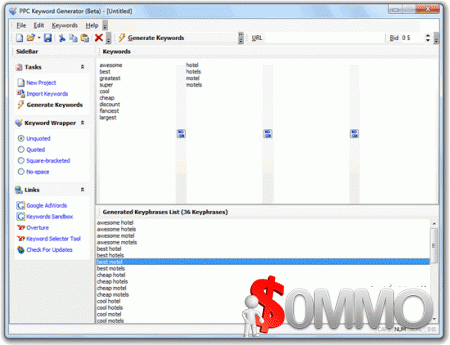 PPC Keyword Generator (Beta) - [Untitled]
File Edit Keywords Help
Generate Keywords URL Bid 0 $
SideBar
Tasks
New Project
Import Keywords
Generate Keywords
Keyword Wrapper
Unquoted
Quoted
Square-bracketed
No-space
Links
Google AdWords
Keywords Sandbox
Overture
Keyword Selector Tool
Check For Updates
Keywords
awesome hotel
best hotels
greatest motel
super motels
cool
cheap
discount
fanciest
largest
Generated Keyphrases List (36 Keyphrases)
awesome hotel
awesome hotels
awesome motel
awesome motels
best hotel
best hotels
best motel
best motels
cheap hotel
cheap hotels
cheap motel
cheap motels
cool hotel
cool hotels
cool motel
cool motels
$0MMO
NUM